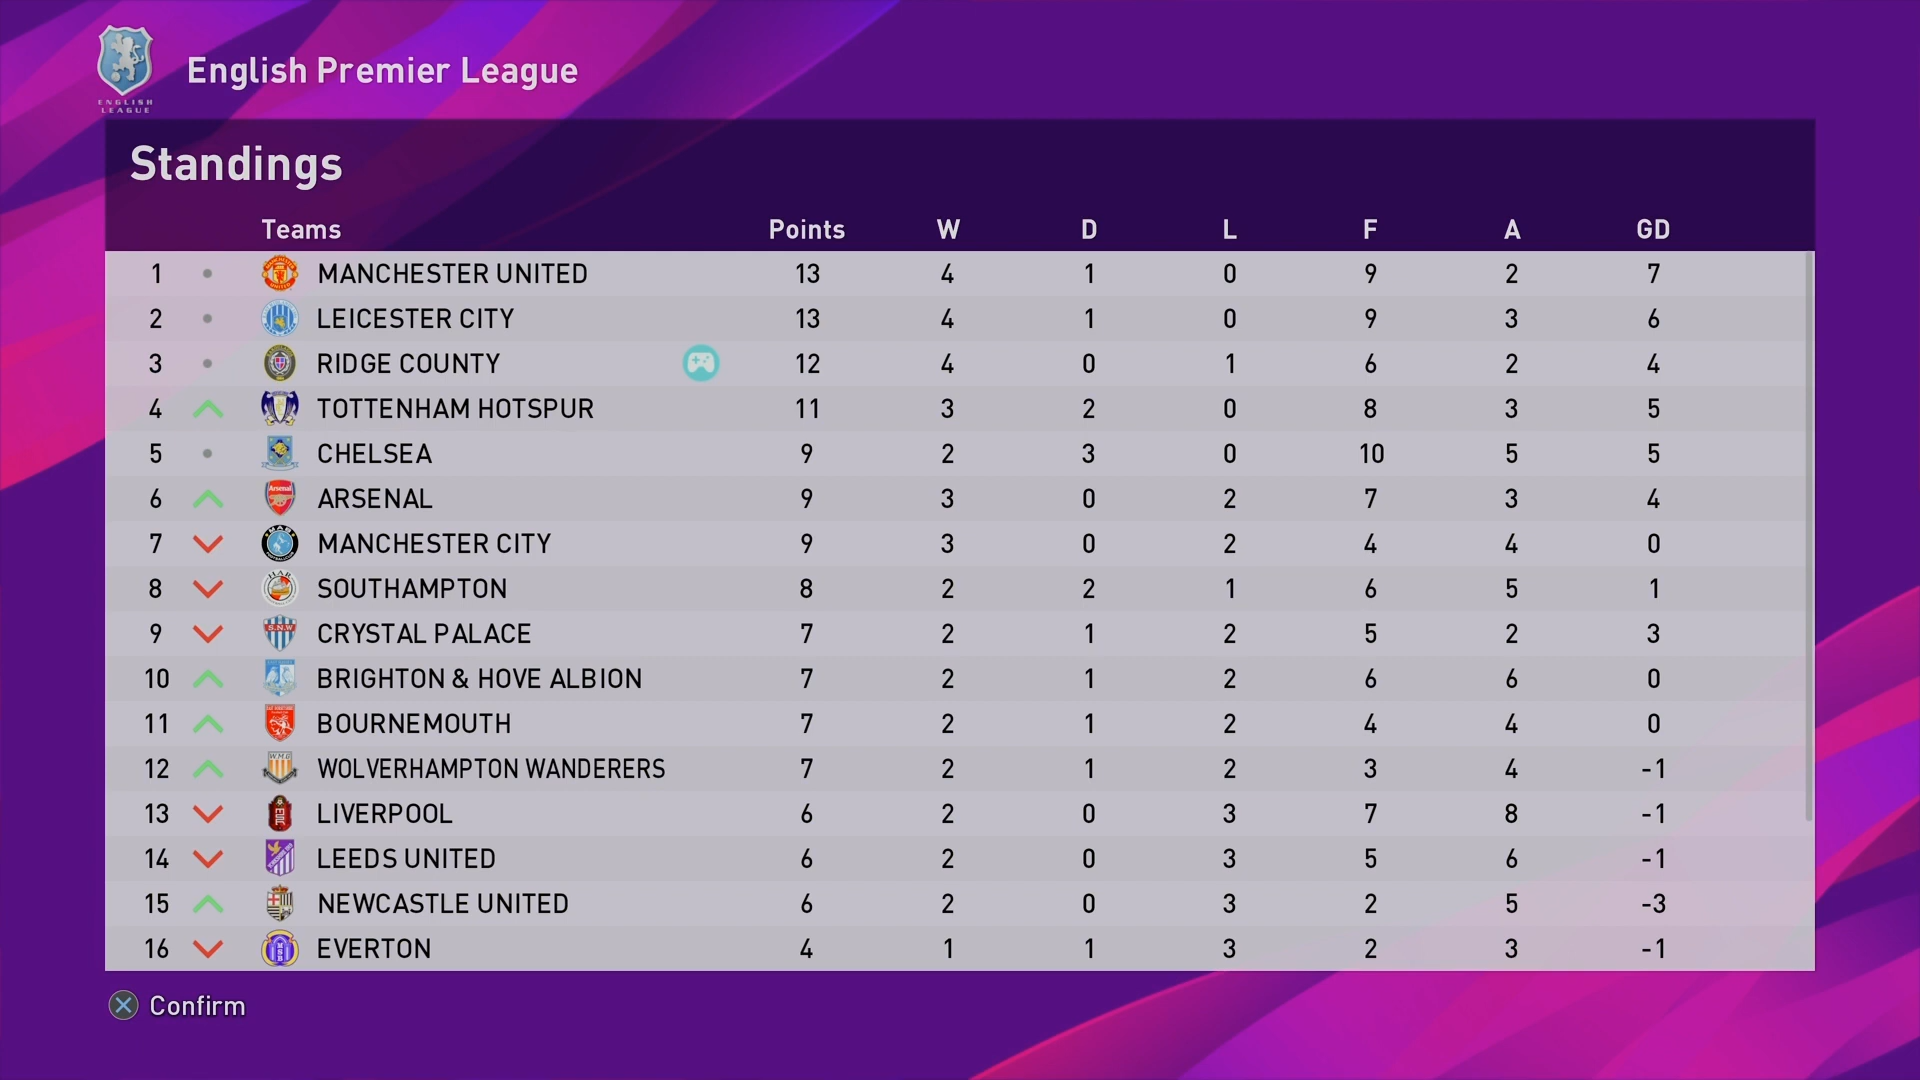 English Premier League
ENGLISH
LEAGUE
Standings
Teams Points W D L F A GD
1 MANCHESTER UNITED 13 4 1 0 9 2 7
2 LEICESTER CITY 13 4 1 0 9 3 6
3 RIDGE COUNTY 12 4 0 1 6 2 4
4 TOTTENHAM HOTSPUR 11 3 2 0 8 3 5
5 CHELSEA 9 2 3 0 10 5 5
6 ARSENAL 9 3 0 2 7 3 4
7 MANCHESTER CITY 9 3 0 2 4 4 0
8 SOUTHAMPTON 8 2 2 1 6 5 1
9 CRYSTAL PALACE 7 2 1 2 5 2 3
10 BRIGHTON & HOVE ALBION 7 2 1 2 6 6 0
11 BOURNEMOUTH 7 2 1 2 4 4 0
12 WOLVERHAMPTON WANDERERS 7 2 1 2 3 4 -1
13 LIVERPOOL 6 2 0 3 7 8 -1
14 LEEDS UNITED 6 2 0 3 5 6 -1
15 NEWCASTLE UNITED 6 2 0 3 2 5 -3
16 EVERTON 4 1 1 3 2 3 -1
Confirm